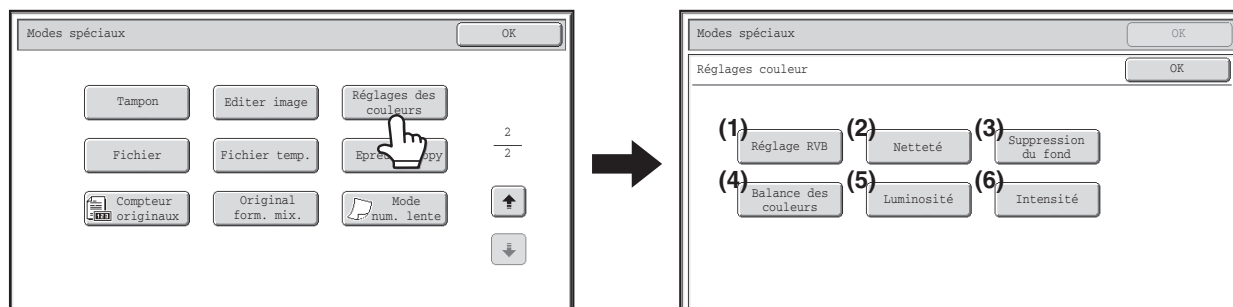 Modes spéciaux
OK
Tampon
Editer image
Réglages des
couleurs
Fichier
Fichier temp.
2
2
Compteur
originaux
Original
form. mix.
Mode
num. lente
Modes spéciaux
OK
Réglages couleur
OK
(1)
Réglage RVB
(2)
Netteté
(3)
Suppression
du fond
(4)
Balance des
couleurs
(5)
Luminosité
(6)
Intensité